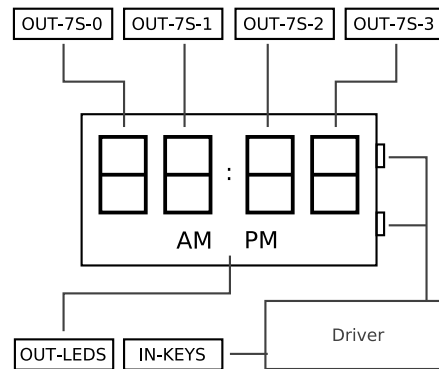 OUT-7S-0 OUT-7S-1 OUT-7S-2 OUT-7S-3
:
AM PM
Driver
OUT-LEDS IN-KEYS